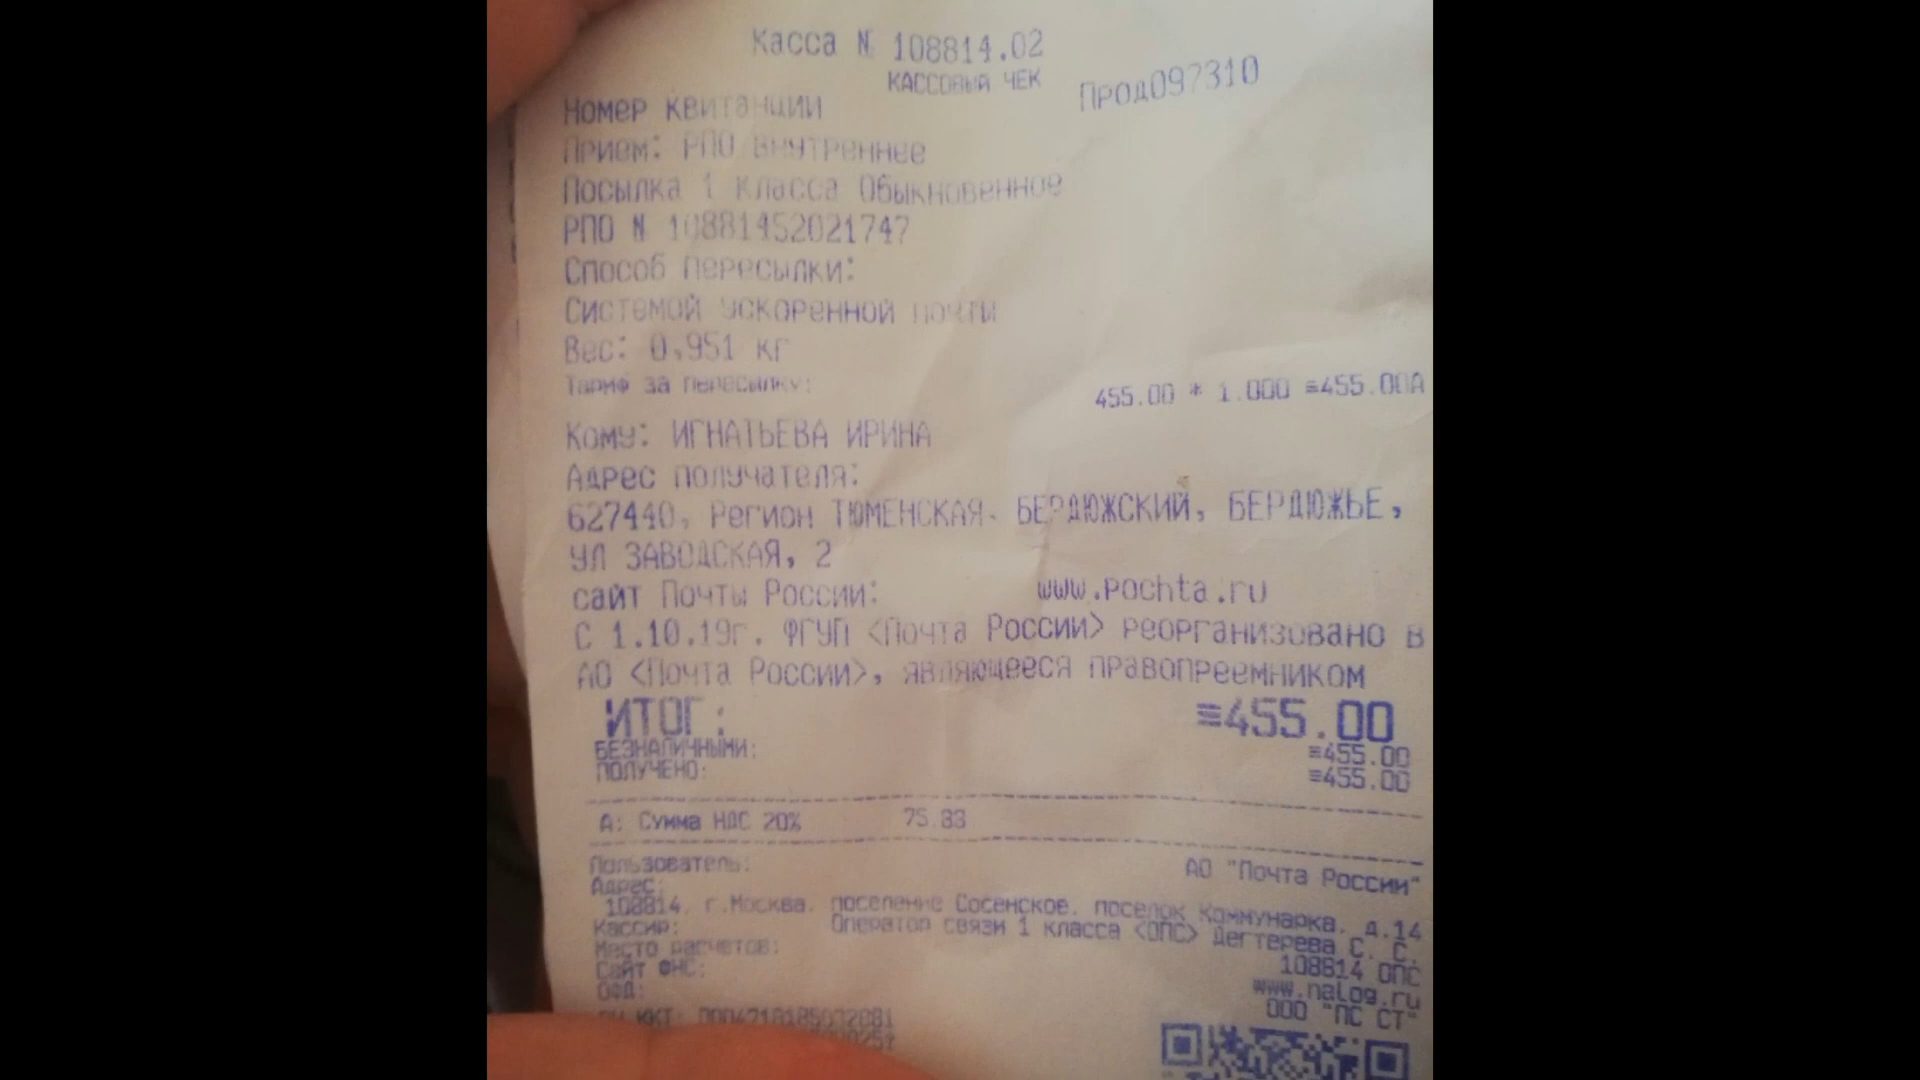 Касса № 108814.02
КАССОВЫЙ ЧЕК
Прод097310
Номер квитанции
Прием: РПО внутреннее
Посылка 1 класса Обыкновенное
РПО № 10881452021747
Способ пересылки:
Системой ускоренной почти
Вес: 0.951 кг
Тариф за пересылку: 455.00 * 1.000 ≡455.00А
Кому: ИГНАТЬЕВА ИРИНА
Адрес получателя:
627440, Регион ТЮМЕНСКАЯ, БЕРДЮЖСКИЙ, БЕРДЮЖЬЕ,
УЛ ЗАВОДСКАЯ, 2
сайт Почты России: www.pochta.ru
С 1.10.19г. ФГУП <Почта России> реорганизовано в
АО <Почта России>, являющееся правопреемником
ИТОГ: ≡455.00
БЕЗНАЛИЧНЫМИ: ≡455.00
ПОЛУЧЕНО: ≡455.00
А: Сумма НДС 20% 75.83
Пользователь: АО "Почта России"
Адрес:
108814, г.Москва, поселение Сосенское, поселок Коммунарка, д.14
Кассир: Оператор связи 1 класса <ОПС> Дегтерева С. С.
Место расчетов: 108814 ОПС
Сайт ФНС: www.nalog.ru
ОФД: ООО "ПС СТ"
ККТ: